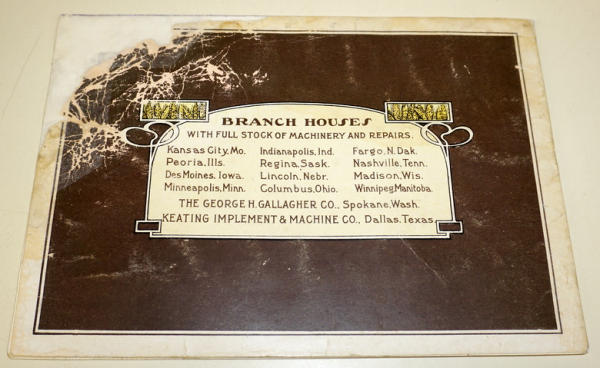 BRANCH HOUSES
WITH FULL STOCK OF MACHINERY AND REPAIRS.
Kansas City, Mo. Indianapolis, Ind. Fargo, N. Dak.
Peoria, Ills. Regina, Sask. Nashville, Tenn.
Des Moines, Iowa. Lincoln, Nebr. Madison, Wis.
Minneapolis, Minn. Columbus, Ohio. Winnipeg, Manitoba.
THE GEORGE H. GALLAGHER CO., Spokane, Wash.
KEATING IMPLEMENT & MACHINE CO., Dallas, Texas.